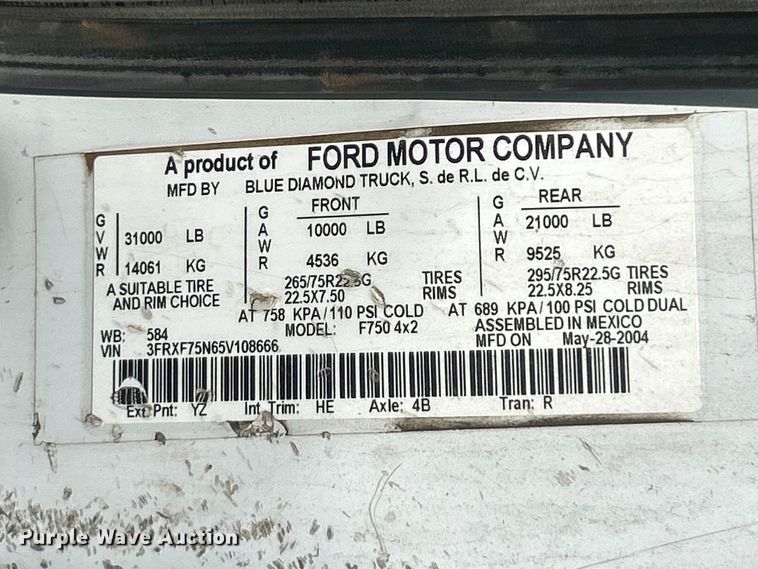 A product of FORD MOTOR COMPANY
MFD BY BLUE DIAMOND TRUCK, S. de R.L. de C.V.
GVWR 31000 LB 14061 KG
FRONT GAWR 10000 LB 4536 KG
REAR GAWR 21000 LB 9525 KG
A SUITABLE TIRE AND RIM CHOICE
265/75R22.5G TIRES 295/75R22.5G TIRES
22.5X7.50 RIMS 22.5X8.25 RIMS
AT 758 KPA/110 PSI COLD AT 689 KPA/100 PSI COLD DUAL
WB: 584 MODEL: F750 4x2 ASSEMBLED IN MEXICO
VIN 3FRXF75N65V108666 MFD ON May-28-2004
Ext Pnt: YZ Int Trim: HE Axle: 4B Tran: R
Purple Wave Auction